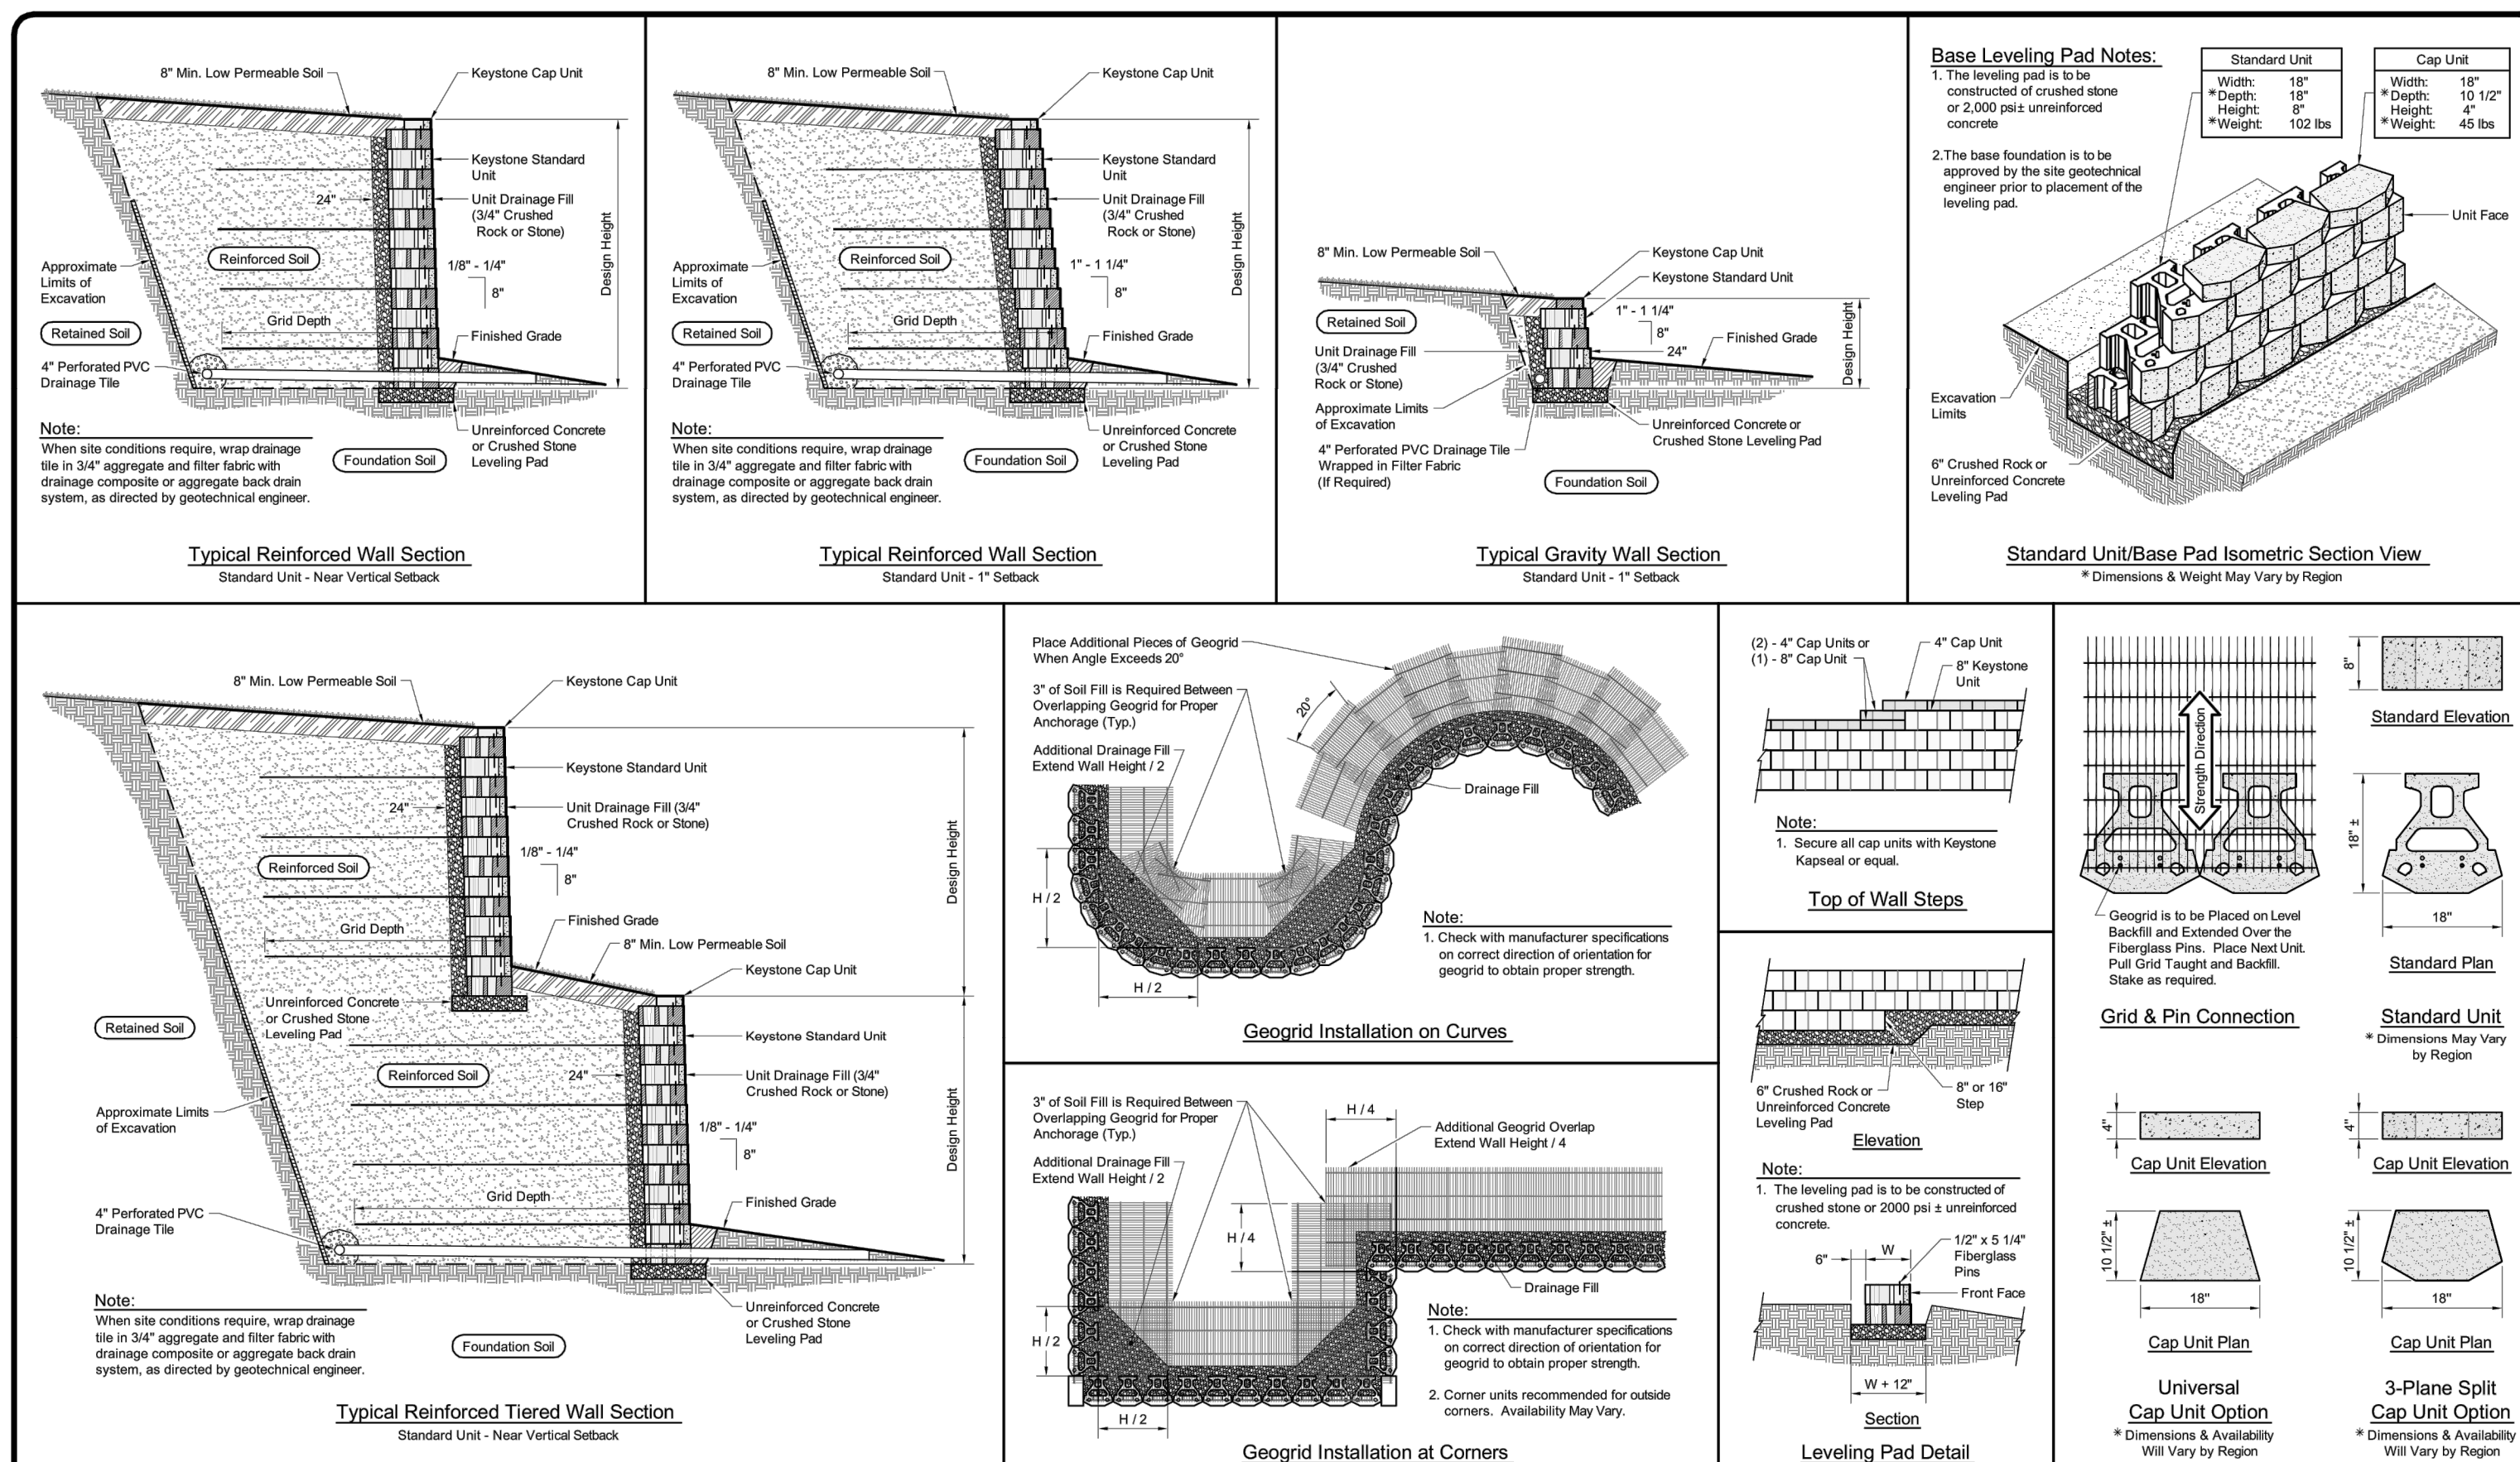 8" Min. Low Permeable Soil
Keystone Cap Unit
Keystone Standard
Unit
24"
Unit Drainage Fill
(3/4" Crushed
Rock or Stone)
Design Height
Reinforced Soil
Approximate
Limits of
Excavation
1/8" - 1/4"
8"
Retained Soil
Grid Depth
Finished Grade
4" Perforated PVC
Drainage Tile
Note:
When site conditions require, wrap drainage
tile in 3/4" aggregate and filter fabric with
drainage composite or aggregate back drain
system, as directed by geotechnical engineer.
Foundation Soil
Unreinforced Concrete
or Crushed Stone
Leveling Pad
Typical Reinforced Wall Section
Standard Unit - Near Vertical Setback
8" Min. Low Permeable Soil
Keystone Cap Unit
Keystone Standard
Unit
Unit Drainage Fill
(3/4" Crushed
Rock or Stone)
Design Height
Reinforced Soil
Approximate
Limits of
Excavation
1" - 1 1/4"
8"
Retained Soil
Grid Depth
Finished Grade
4" Perforated PVC
Drainage Tile
Note:
When site conditions require, wrap drainage
tile in 3/4" aggregate and filter fabric with
drainage composite or aggregate back drain
system, as directed by geotechnical engineer.
Foundation Soil
Unreinforced Concrete
or Crushed Stone
Leveling Pad
Typical Reinforced Wall Section
Standard Unit - 1" Setback
8" Min. Low Permeable Soil
Keystone Cap Unit
Keystone Standard Unit
Retained Soil
1" - 1 1/4"
8"
Design Height
Unit Drainage Fill
(3/4" Crushed
Rock or Stone)
24"
Finished Grade
Approximate Limits
of Excavation
Unreinforced Concrete or
Crushed Stone Leveling Pad
4" Perforated PVC Drainage Tile
Wrapped in Filter Fabric
(If Required)
Foundation Soil
Typical Gravity Wall Section
Standard Unit - 1" Setback
Base Leveling Pad Notes:
1. The leveling pad is to be
constructed of crushed stone
or 2,000 psi± unreinforced
concrete
2.The base foundation is to be
approved by the site geotechnical
engineer prior to placement of the
leveling pad.
Standard Unit
Width: 18"
*Depth: 18"
Height: 8"
*Weight: 102 lbs
Cap Unit
Width: 18"
*Depth: 10 1/2"
Height: 4"
*Weight: 45 lbs
Unit Face
Excavation
Limits
6" Crushed Rock or
Unreinforced Concrete
Leveling Pad
Standard Unit/Base Pad Isometric Section View
* Dimensions & Weight May Vary by Region
8" Min. Low Permeable Soil
Keystone Cap Unit
Keystone Standard Unit
24"
Unit Drainage Fill (3/4"
Crushed Rock or Stone)
Design Height
1/8" - 1/4"
8"
Reinforced Soil
Finished Grade
Grid Depth
8" Min. Low Permeable Soil
Keystone Cap Unit
Unreinforced Concrete
or Crushed Stone
Leveling Pad
Retained Soil
Keystone Standard Unit
Reinforced Soil
24"
Unit Drainage Fill (3/4"
Crushed Rock or Stone)
Design Height
Approximate Limits
of Excavation
1/8" - 1/4"
8"
Grid Depth
Finished Grade
4" Perforated PVC
Drainage Tile
Note:
When site conditions require, wrap drainage
tile in 3/4" aggregate and filter fabric with
drainage composite or aggregate back drain
system, as directed by geotechnical engineer.
Foundation Soil
Unreinforced Concrete
or Crushed Stone
Leveling Pad
Typical Reinforced Tiered Wall Section
Standard Unit - Near Vertical Setback
Place Additional Pieces of Geogrid
When Angle Exceeds 20°
3" of Soil Fill is Required Between
Overlapping Geogrid for Proper
Anchorage (Typ.)
20°
Additional Drainage Fill
Extend Wall Height / 2
Drainage Fill
H / 2
H / 2
Note:
1. Check with manufacturer specifications
on correct direction of orientation for
geogrid to obtain proper strength.
Geogrid Installation on Curves
3" of Soil Fill is Required Between
Overlapping Geogrid for Proper
Anchorage (Typ.)
H / 4
Additional Geogrid Overlap
Extend Wall Height / 4
Additional Drainage Fill
Extend Wall Height / 2
H / 4
Drainage Fill
H / 2
H / 2
Note:
1. Check with manufacturer specifications
on correct direction of orientation for
geogrid to obtain proper strength.
2. Corner units recommended for outside
corners. Availability May Vary.
Geogrid Installation at Corners
(2) - 4" Cap Units or
(1) - 8" Cap Unit
4" Cap Unit
8" Keystone
Unit
Note:
1. Secure all cap units with Keystone
Kapseal or equal.
Top of Wall Steps
6" Crushed Rock or
Unreinforced Concrete
Leveling Pad
8" or 16"
Step
Elevation
Note:
1. The leveling pad is to be constructed of
crushed stone or 2000 psi ± unreinforced
concrete.
6"
W
1/2" x 5 1/4"
Fiberglass
Pins
Front Face
W + 12"
Section
Leveling Pad Detail
Strength Direction
Geogrid is to be Placed on Level
Backfill and Extended Over the
Fiberglass Pins. Place Next Unit.
Pull Grid Taught and Backfill.
Stake as required.
Grid & Pin Connection
8"
Standard Elevation
18" ±
18"
Standard Plan
Standard Unit
* Dimensions May Vary
by Region
4"
Cap Unit Elevation
10 1/2" ±
18"
Cap Unit Plan
Universal
Cap Unit Option
* Dimensions & Availability
Will Vary by Region
4"
Cap Unit Elevation
10 1/2" ±
18"
Cap Unit Plan
3-Plane Split
Cap Unit Option
* Dimensions & Availability
Will Vary by Region